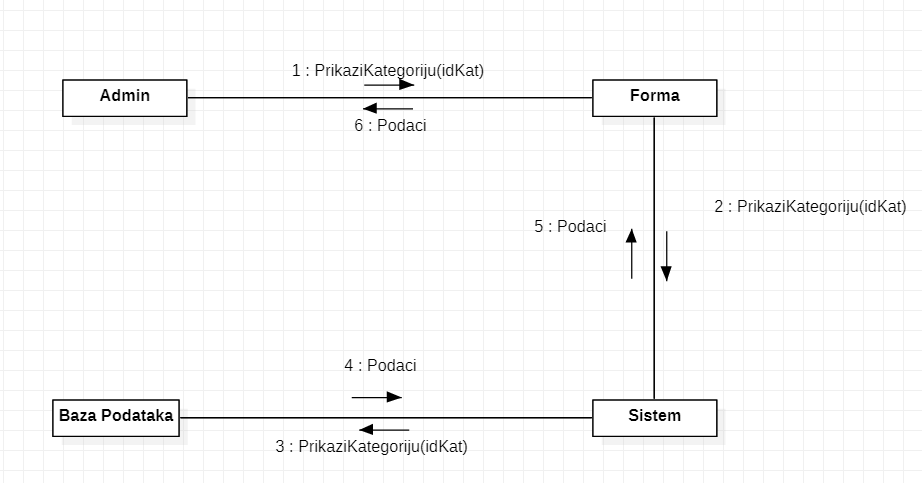 1 : PrikaziKategoriju(idKat)
Admin
Forma
6 : Podaci
2 : PrikaziKategoriju(idKat)
5 : Podaci
4 : Podaci
Baza Podataka
Sistem
3 : PrikaziKategoriju(idKat)